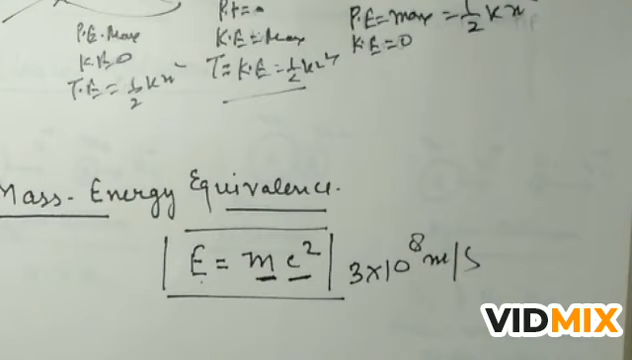 P.E = Max
K.E = 0
T.E = 1/2 Kx²
P.E = 0
K.E = Max
T = K.E = 1/2 Kx²
P.E = max = 1/2 Kx
K.E = 0
Mass-Energy Equivalence.
E = mc² 3×10⁸ m/s
VIDMIX